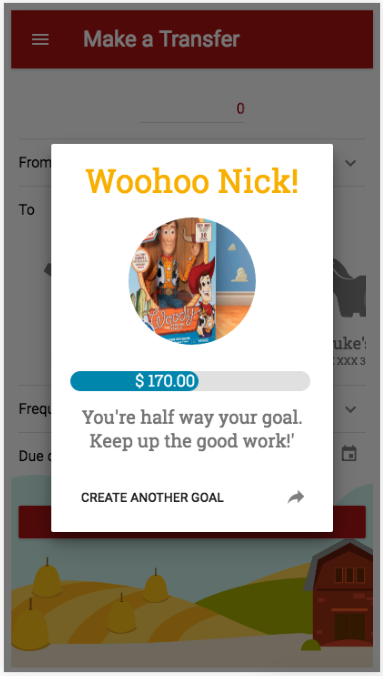 Make a Transfer
0
From
Woohoo Nick!
To
Woody
uke's
XXX 3
$ 170.00
You're half way your goal.
Keep up the good work!'
Frequ
Due d
CREATE ANOTHER GOAL